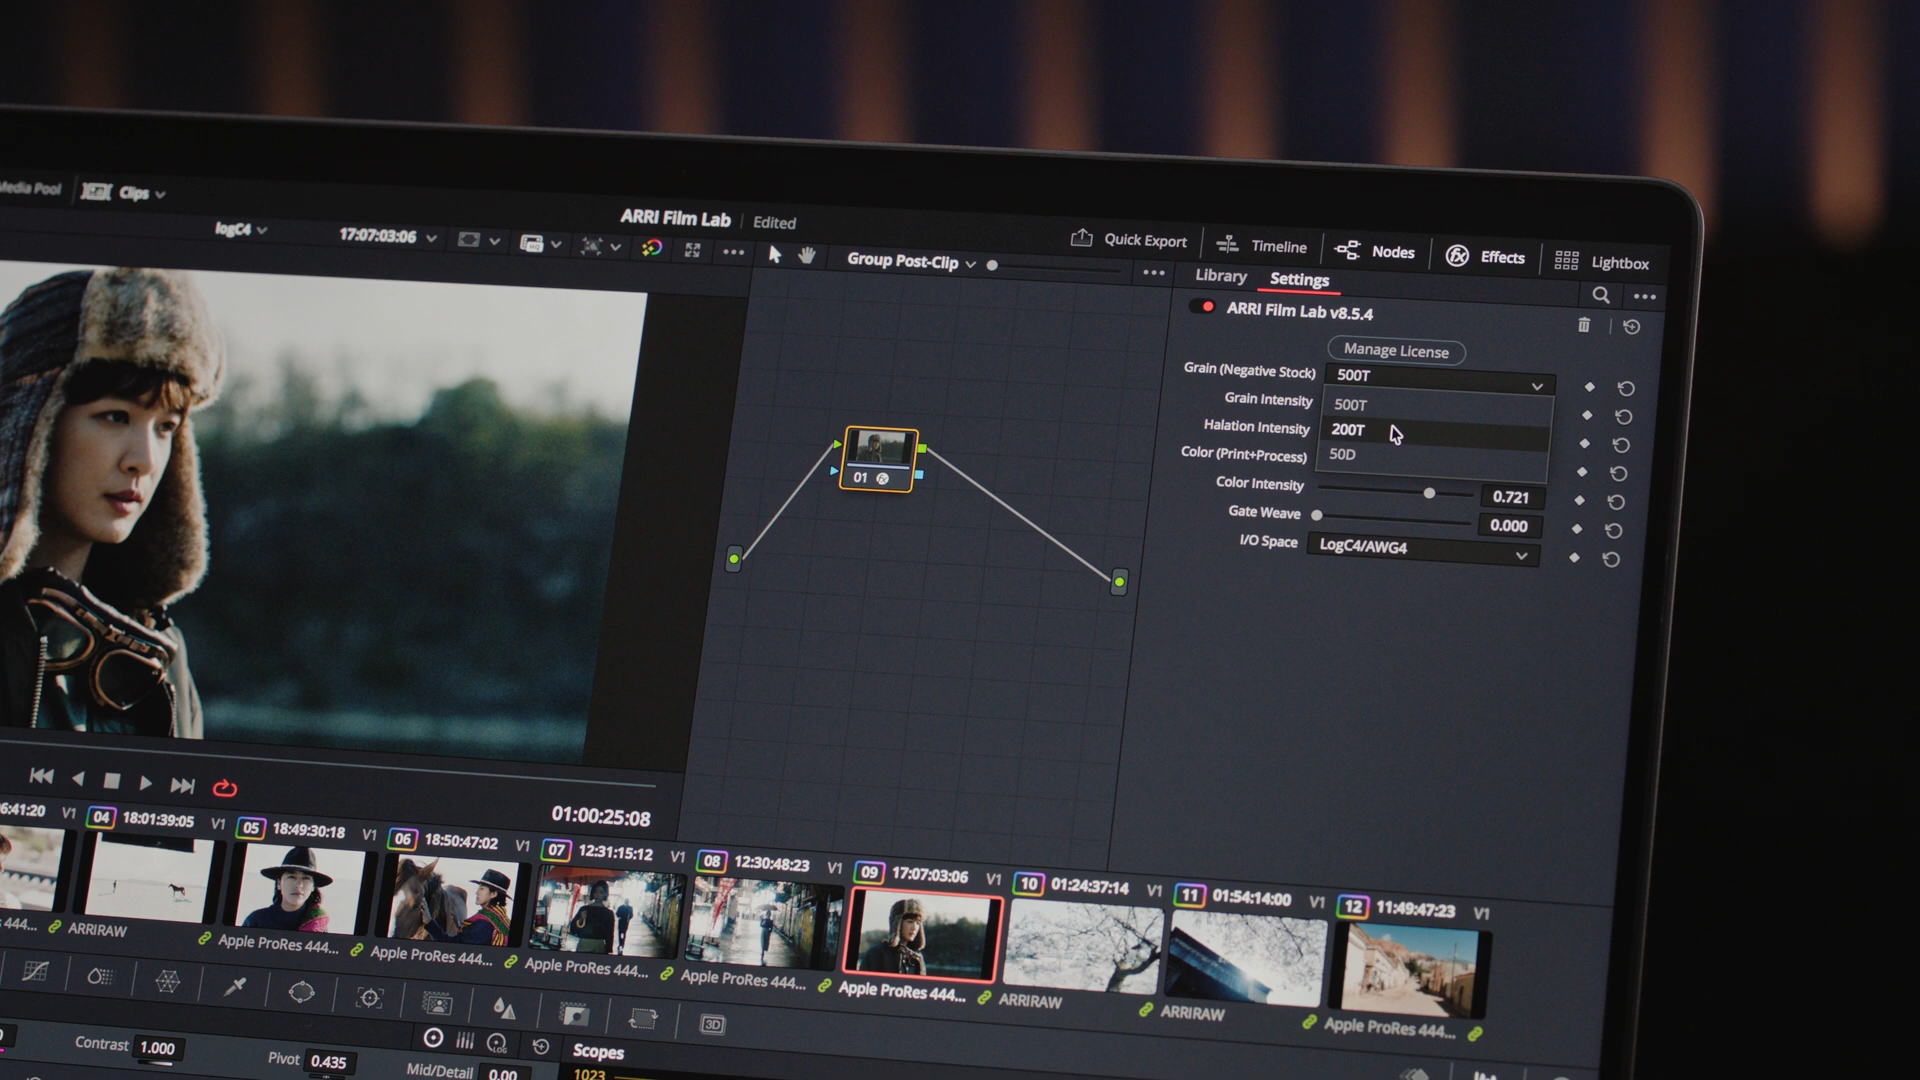 Media Pool
Clips
ARRI Film Lab
Edited
Quick Export
Timeline
Nodes
Effects
Lightbox
logC4
17:07:03:06
Group Post-Clip
Library
Settings
ARRI Film Lab v8.5.4
Manage License
Grain (Negative Stock)
500T
Grain Intensity
500T
Halation Intensity
200T
Color (Print+Process)
50D
Color Intensity
0.721
Gate Weave
0.000
I/O Space
LogC4/AWG4
01
01:00:25:08
6:41:20
V1
04
18:01:39:05
V1
05
18:49:30:18
V1
06
18:50:47:02
V1
07
12:31:15:12
V1
08
12:30:48:23
V1
09
17:07:03:06
V1
10
01:24:37:14
V1
11
01:54:14:00
V1
12
11:49:47:23
V1
444...
ARRIRAW
Apple ProRes 444...
Apple ProRes 444...
Apple ProRes 444...
Apple ProRes 444...
Apple ProRes 444...
ARRIRAW
ARRIRAW
Apple ProRes 444...
3D
LOG
Contrast
1.000
Pivot
0.435
Mid/Detail
0.00
Scopes
1023